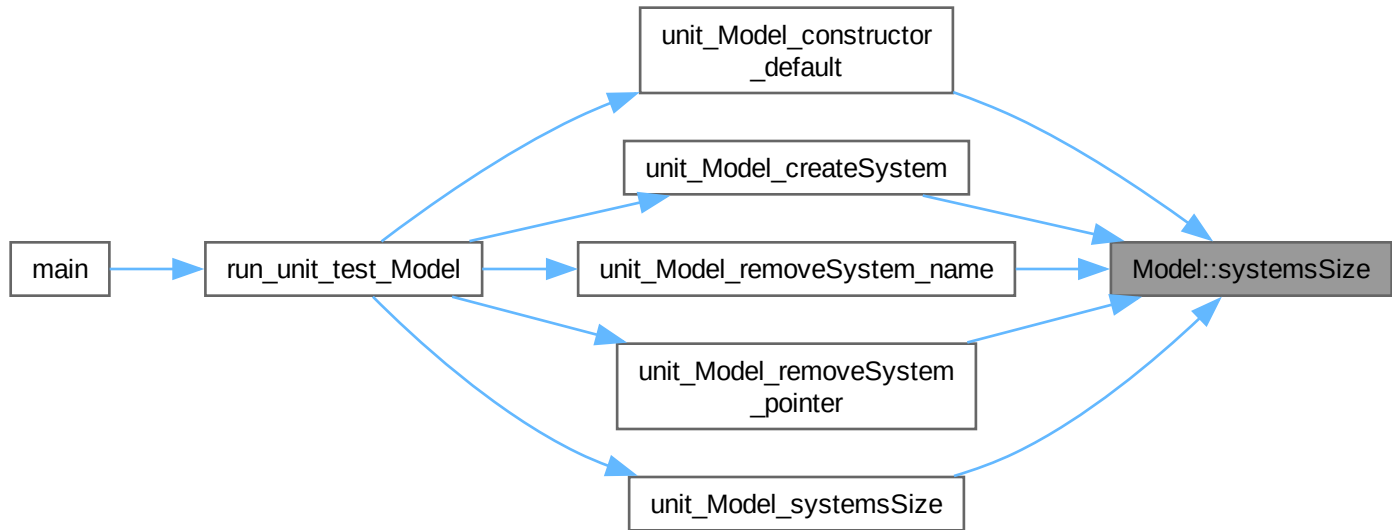 unit_Model_constructor
_default
unit_Model_createSystem
main
run_unit_test_Model
unit_Model_removeSystem_name
Model::systemsSize
unit_Model_removeSystem
_pointer
unit_Model_systemsSize